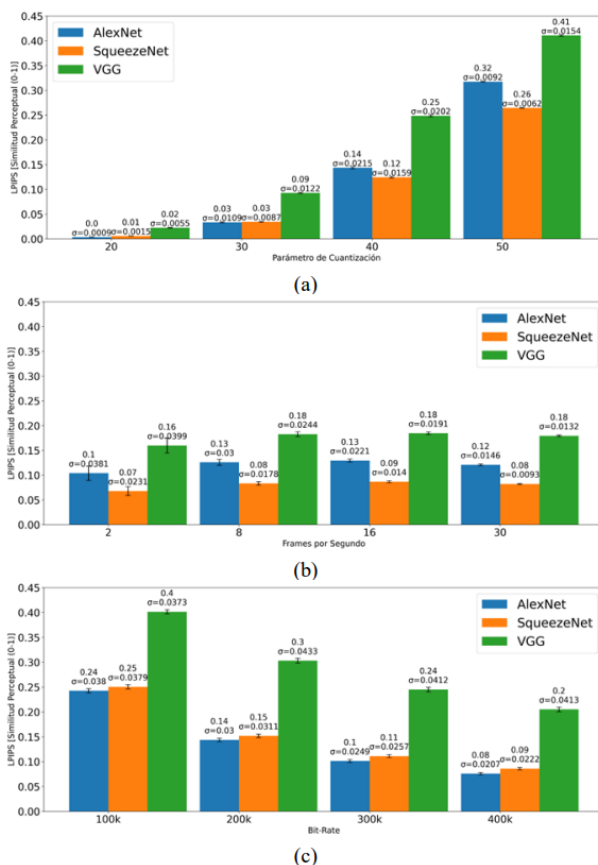 0.45
0.40
0.35
0.30
0.25
0.20
0.15
0.10
0.05
0.00
LPIPS [Similitud Perceptual (0-1)]
AlexNet
SqueezeNet
VGG
0.0
σ=0.0009
0.01
σ=0.0015
0.02
σ=0.0055
0.03
σ=0.0109
0.03
σ=0.0087
0.09
σ=0.0122
0.14
σ=0.0215
0.12
σ=0.0159
0.25
σ=0.0202
0.32
σ=0.0092
0.26
σ=0.0062
0.41
σ=0.0154
20 30 40 50
Parámetro de Cuantización
(a)
0.45
0.40
0.35
0.30
0.25
0.20
0.15
0.10
0.05
0.00
LPIPS [Similitud Perceptual (0-1)]
AlexNet
SqueezeNet
VGG
0.1
σ=0.0381
0.07
σ=0.0231
0.16
σ=0.0399
0.13
σ=0.03
0.08
σ=0.0178
0.18
σ=0.0244
0.13
σ=0.0221
0.09
σ=0.014
0.18
σ=0.0191
0.12
σ=0.0146
0.08
σ=0.0093
0.18
σ=0.0132
2 8 16 30
Frames por Segundo
(b)
0.45
0.40
0.35
0.30
0.25
0.20
0.15
0.10
0.05
0.00
LPIPS [Similitud Perceptual (0-1)]
AlexNet
SqueezeNet
VGG
0.24
σ=0.038
0.25
σ=0.0379
0.4
σ=0.0373
0.14
σ=0.03
0.15
σ=0.0311
0.3
σ=0.0433
0.1
σ=0.0249
0.11
σ=0.0257
0.24
σ=0.0412
0.08
σ=0.0207
0.09
σ=0.0222
0.2
σ=0.0413
100k 200k 300k 400k
Bit-Rate
(c)